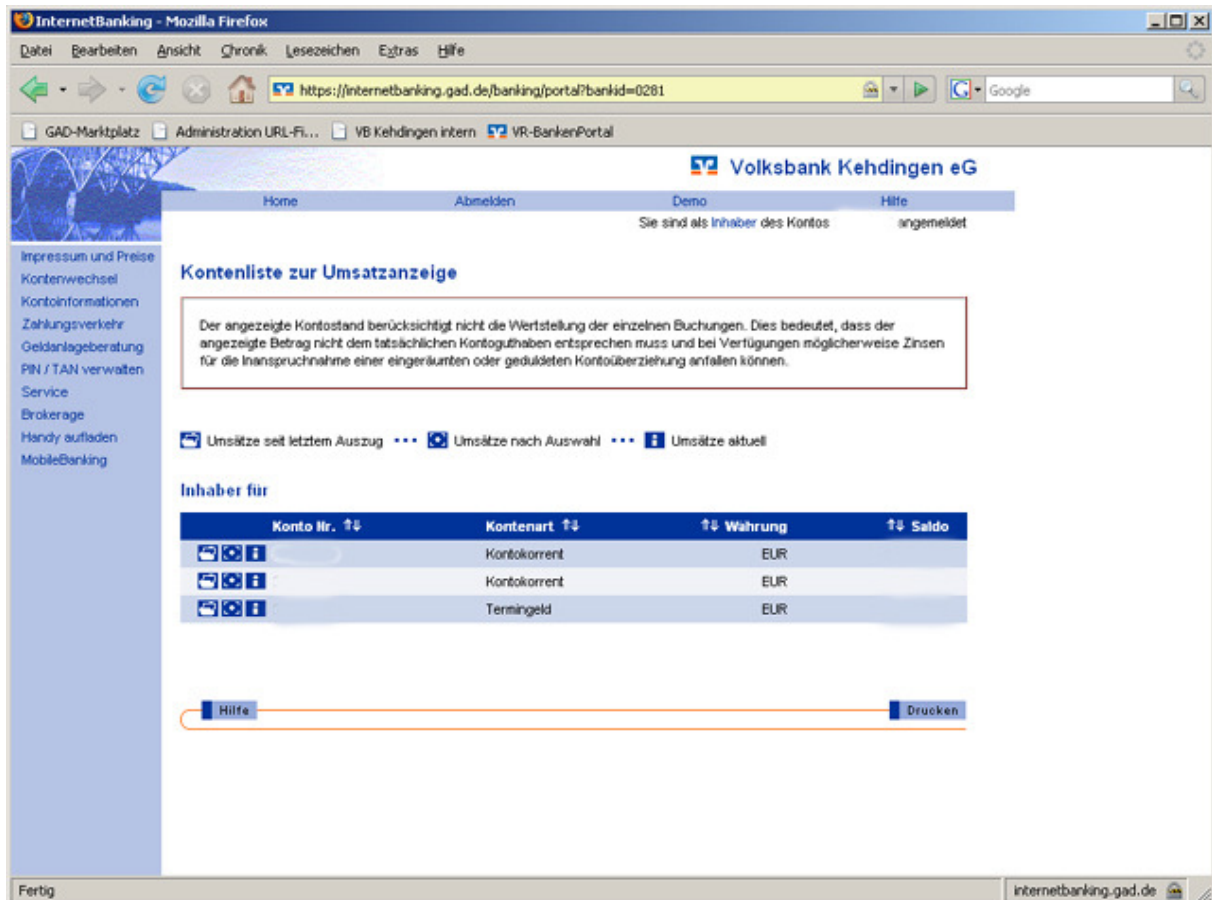 InternetBanking - Mozilla Firefox
Datei Bearbeiten Ansicht Chronik Lesezeichen Extras Hilfe
https://internetbanking.gad.de/banking/portal?bankid=0281 G Google
GAD-Marktplatz Administration URL-Fi... VB Kehdingen intern VR-BankenPortal
Volksbank Kehdingen eG
Home Abmelden Demo Hilfe
Sie sind als Inhaber des Kontos angemeldet
Impressum und Preise
Kontenwechsel
Kontoinformationen
Zahlungsverkehr
Geldanlageberatung
PIN / TAN verwalten
Service
Brokerage
Handy aufladen
MobileBanking
Kontenliste zur Umsatzanzeige
Der angezeigte Kontostand berücksichtigt nicht die Wertstellung der einzelnen Buchungen. Dies bedeutet, dass der
angezeigte Betrag nicht dem tatsächlichen Kontoguthaben entsprechen muss und bei Verfügungen möglicherweise Zinsen
für die Inanspruchnahme einer eingeräumten oder geduldeten Kontoüberziehung anfallen können.
Umsätze seit letztem Auszug ••• Umsätze nach Auswahl ••• Umsätze aktuell
Inhaber für
Konto Nr. ⇑⇓ Kontenart ⇑⇓ ⇑⇓ Währung ⇑⇓ Saldo
Kontokorrent EUR
Kontokorrent EUR
Termingeld EUR
Hilfe Drucken
Fertig internetbanking.gad.de